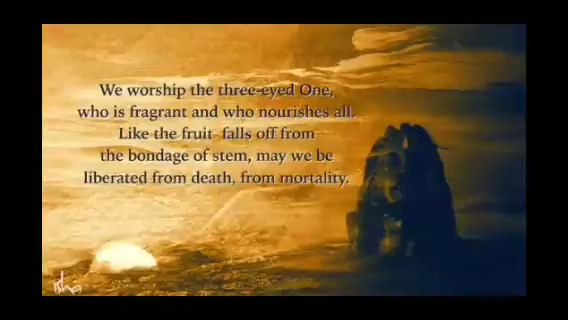 We worship the three-eyed One,
who is fragrant and who nourishes all.
Like the fruit falls off from
the bondage of stem, may we be
liberated from death, from mortality.
Isha